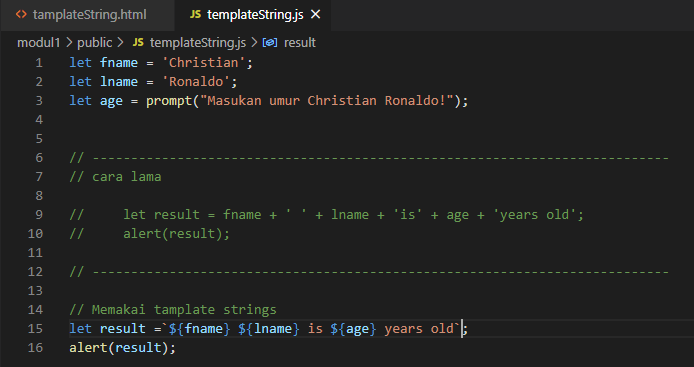 <> tamplateString.html JS templateString.js ×
modul1 > public > JS templateString.js > result
1 let fname = 'Christian';
2 let lname = 'Ronaldo';
3 let age = prompt("Masukan umur Christian Ronaldo!");
4
5
6 // ---------------------------------------------------------------------------
7 // cara lama
8
9 //     let result = fname + ' ' + lname + 'is' + age + 'years old';
10 //     alert(result);
11
12 // ---------------------------------------------------------------------------
13
14 // Memakai tamplate strings
15 let result =`${fname} ${lname} is ${age} years old`;
16 alert(result);